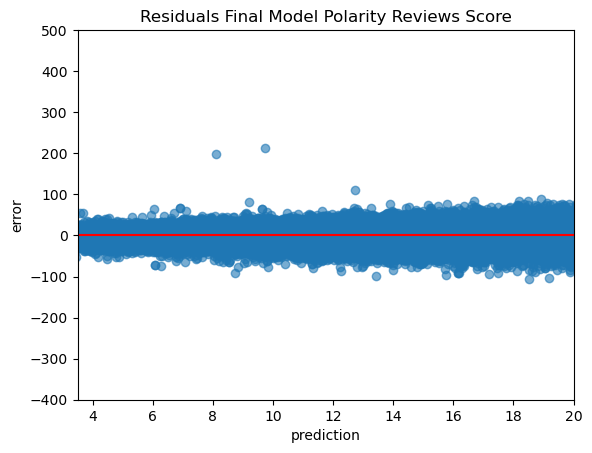 Residuals Final Model Polarity Reviews Score
500
400
300
200
100
0
−100
−200
−300
−400
error
4 6 8 10 12 14 16 18 20
prediction